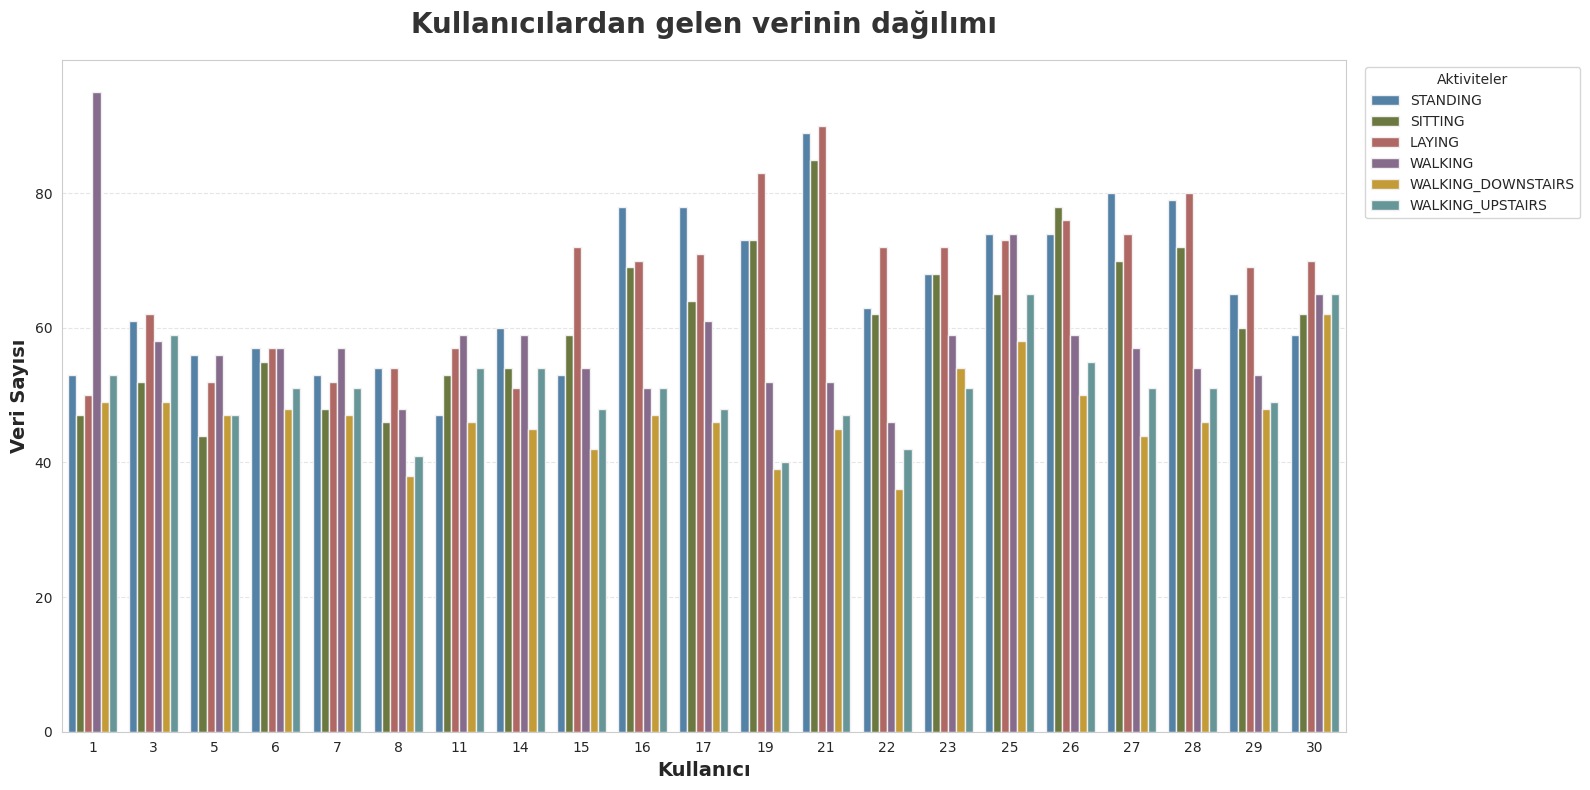 Kullanıcılardan gelen verinin dağılımı
Aktiviteler
STANDING
SITTING
LAYING
WALKING
WALKING_DOWNSTAIRS
WALKING_UPSTAIRS
Veri Sayısı
80
60
40
20
0
1 3 5 6 7 8 11 14 15 16 17 19 21 22 23 25 26 27 28 29 30
Kullanıcı